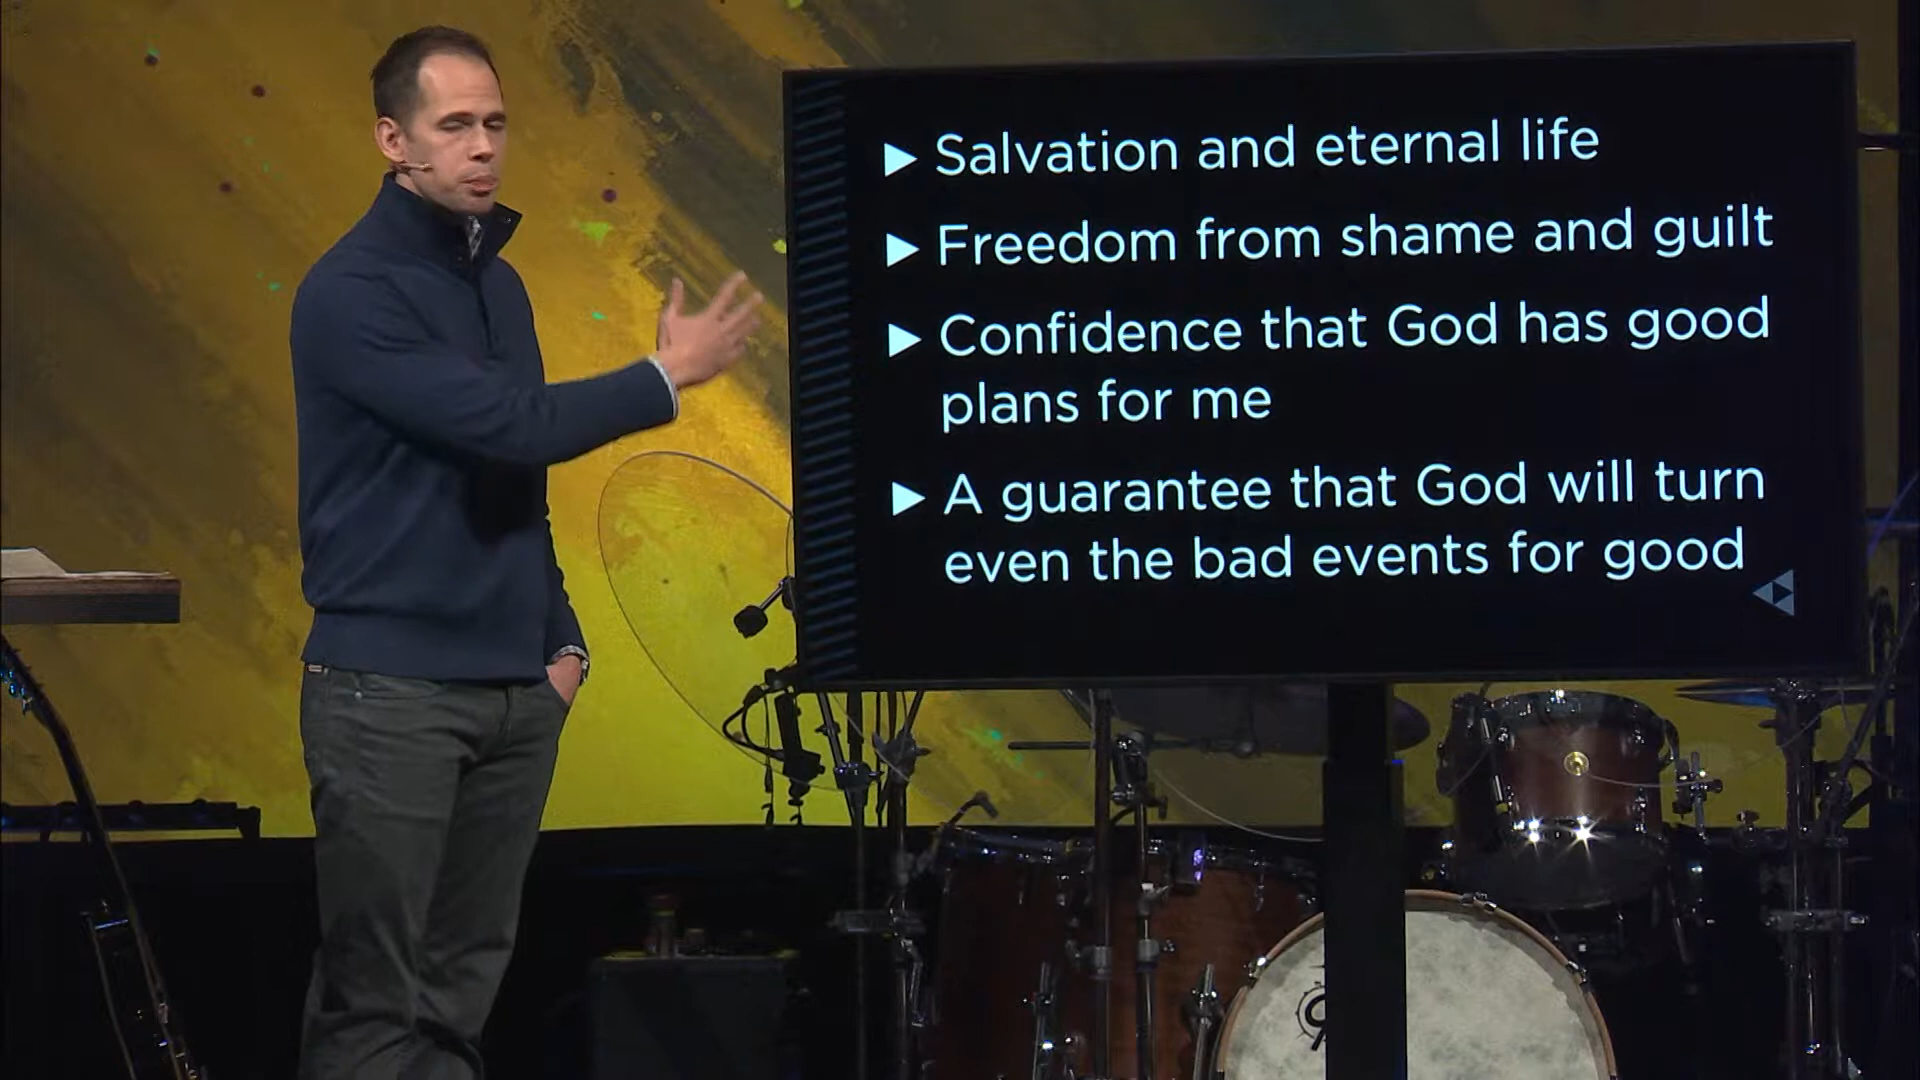 ▶ Salvation and eternal life
▶ Freedom from shame and guilt
▶ Confidence that God has good
plans for me
▶ A guarantee that God will turn
even the bad events for good